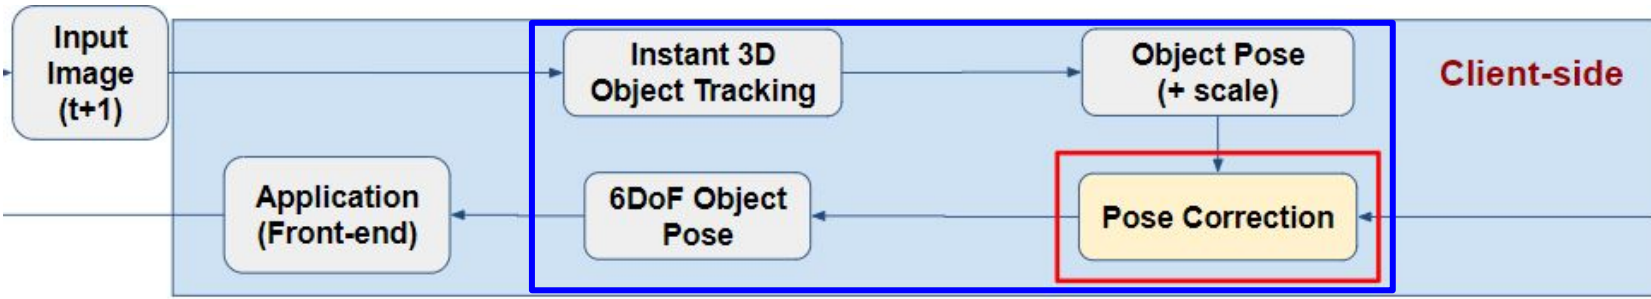 Input
Image
(t+1)
Instant 3D
Object Tracking
Object Pose
(+ scale)
Client-side
Application
(Front-end)
6DoF Object
Pose
Pose Correction